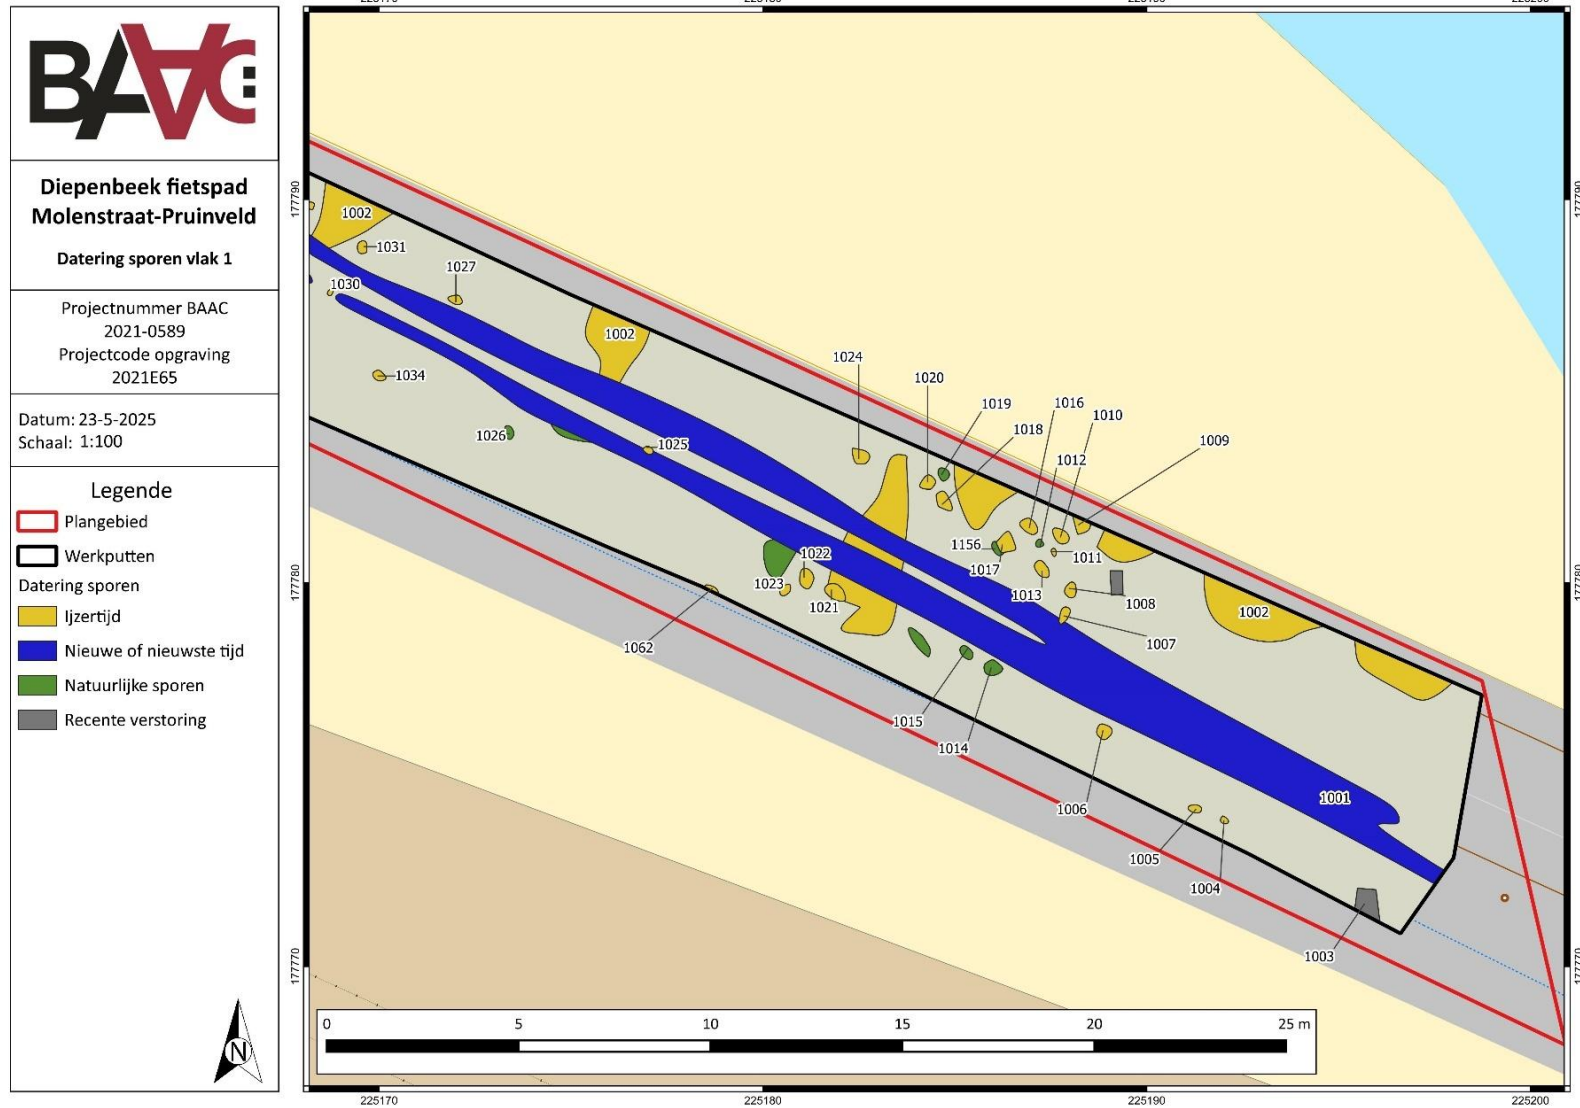 BAAC
Diepenbeek fietspad
Molenstraat-Pruinveld
Datering sporen vlak 1
Projectnummer BAAC
2021-0589
Projectcode opgraving
2021E65
Datum: 23-5-2025
Schaal: 1:100
Legende
Plangebied
Werkputten
Datering sporen
Ijzertijd
Nieuwe of nieuwste tijd
Natuurlijke sporen
Recente verstoring
N
177790
177790
1002
1031
1027
1030
1002
1024
1034
1020
1019
1016
1010
1018
1009
1026
1025
1012
1156
1022
1011
1017
177780
177780
1023
1013
1008
1021
1002
1062
1007
1015
1014
1006
1001
1005
1004
1003
177770
177770
0 5 10 15 20 25 m
225170 225180 225190 225200